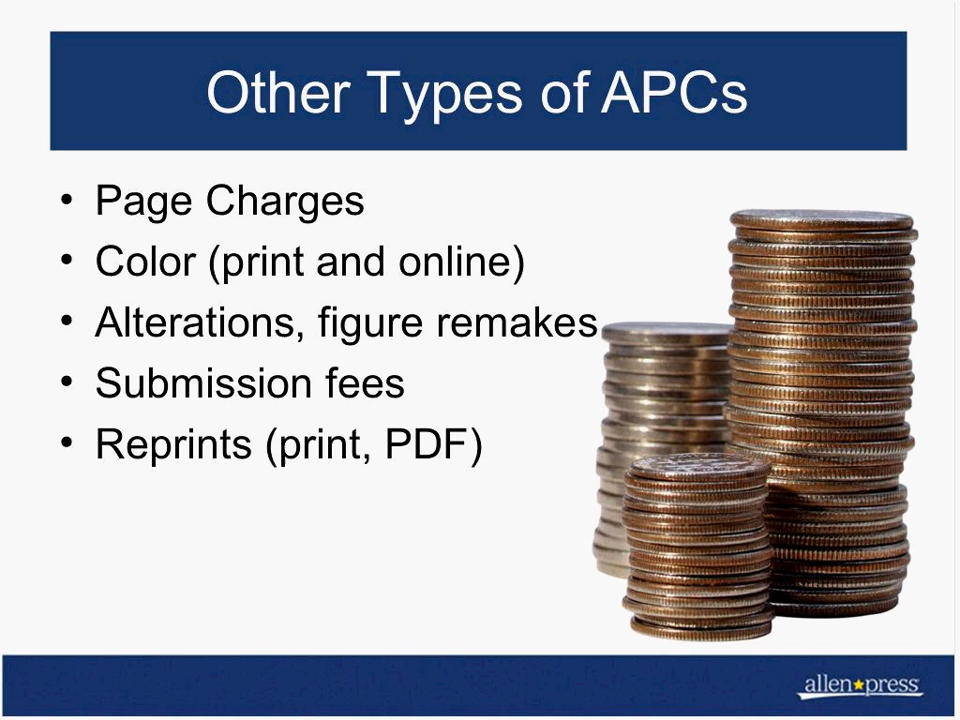 Other Types of APCs
• Page Charges
• Color (print and online)
• Alterations, figure remakes
• Submission fees
• Reprints (print, PDF)
allen★press